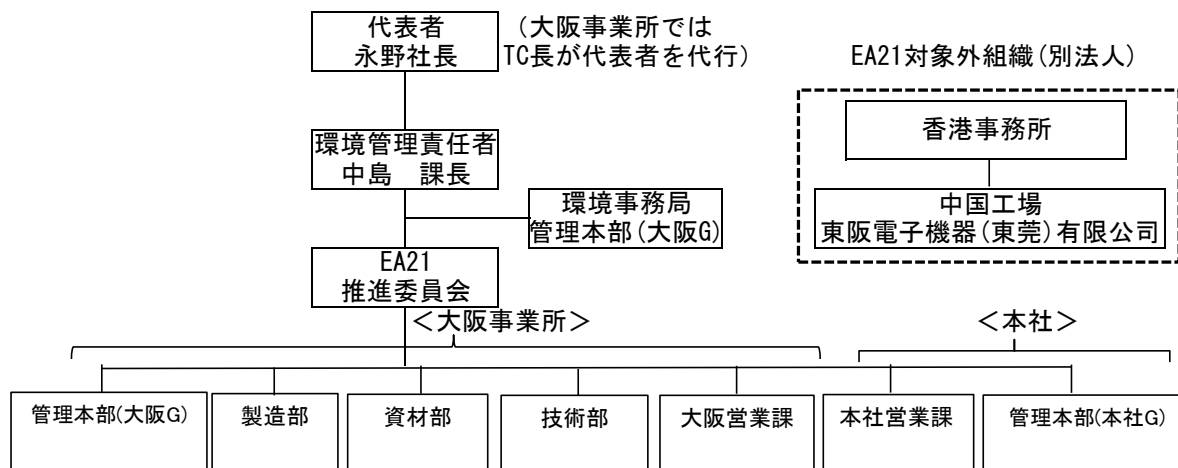 代表者
永野社長
(大阪事業所では
TC長が代表者を代行)
EA21対象外組織(別法人)
香港事務所
環境管理責任者
中島　課長
中国工場
東阪電子機器(東莞)有限公司
環境事務局
管理本部(大阪G)
EA21
推進委員会
＜大阪事業所＞
＜本社＞
管理本部(大阪G)
製造部
資材部
技術部
大阪営業課
本社営業課
管理本部(本社G)